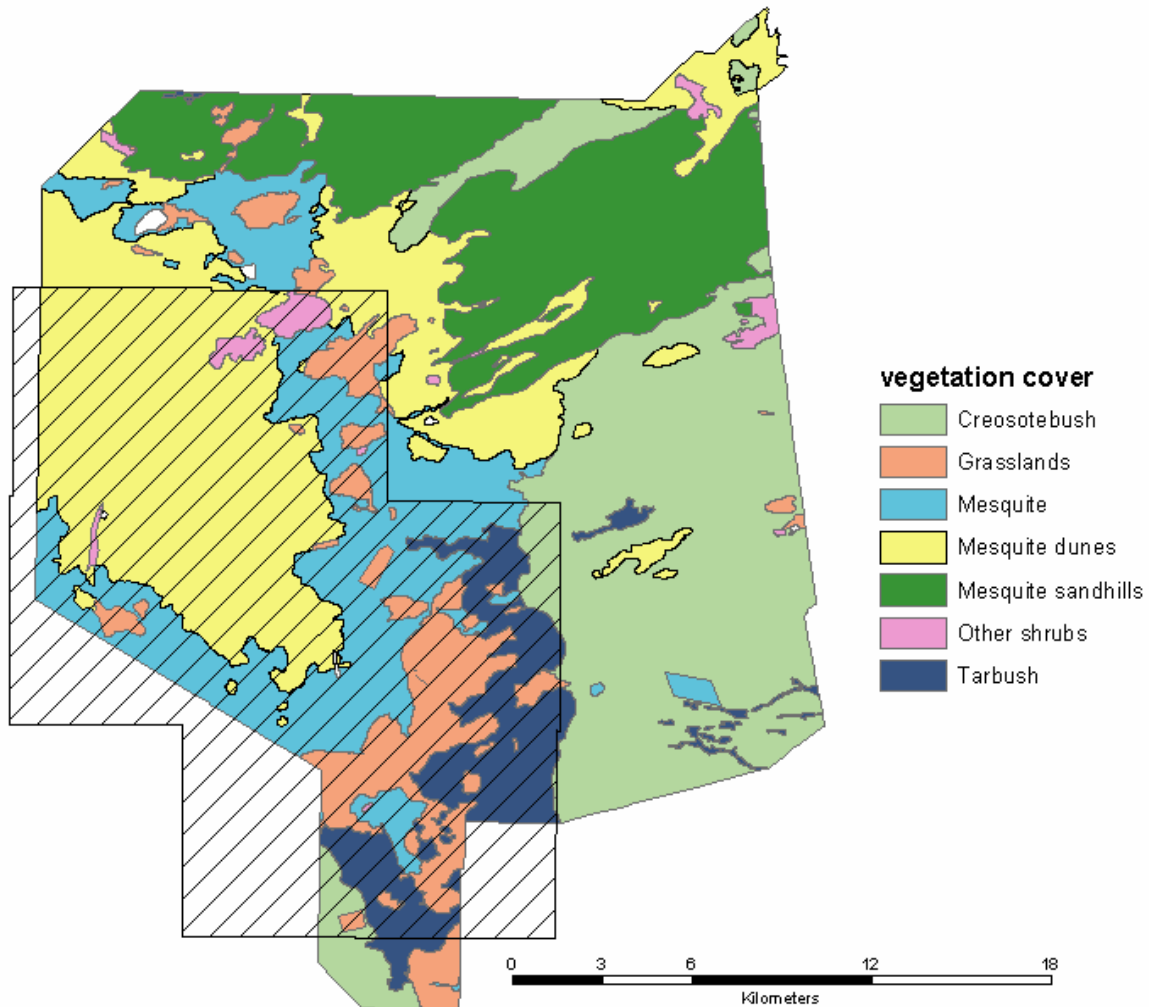 vegetation cover
Creosotebush
Grasslands
Mesquite
Mesquite dunes
Mesquite sandhills
Other shrubs
Tarbush
0 3 6 12 18
Kilometers